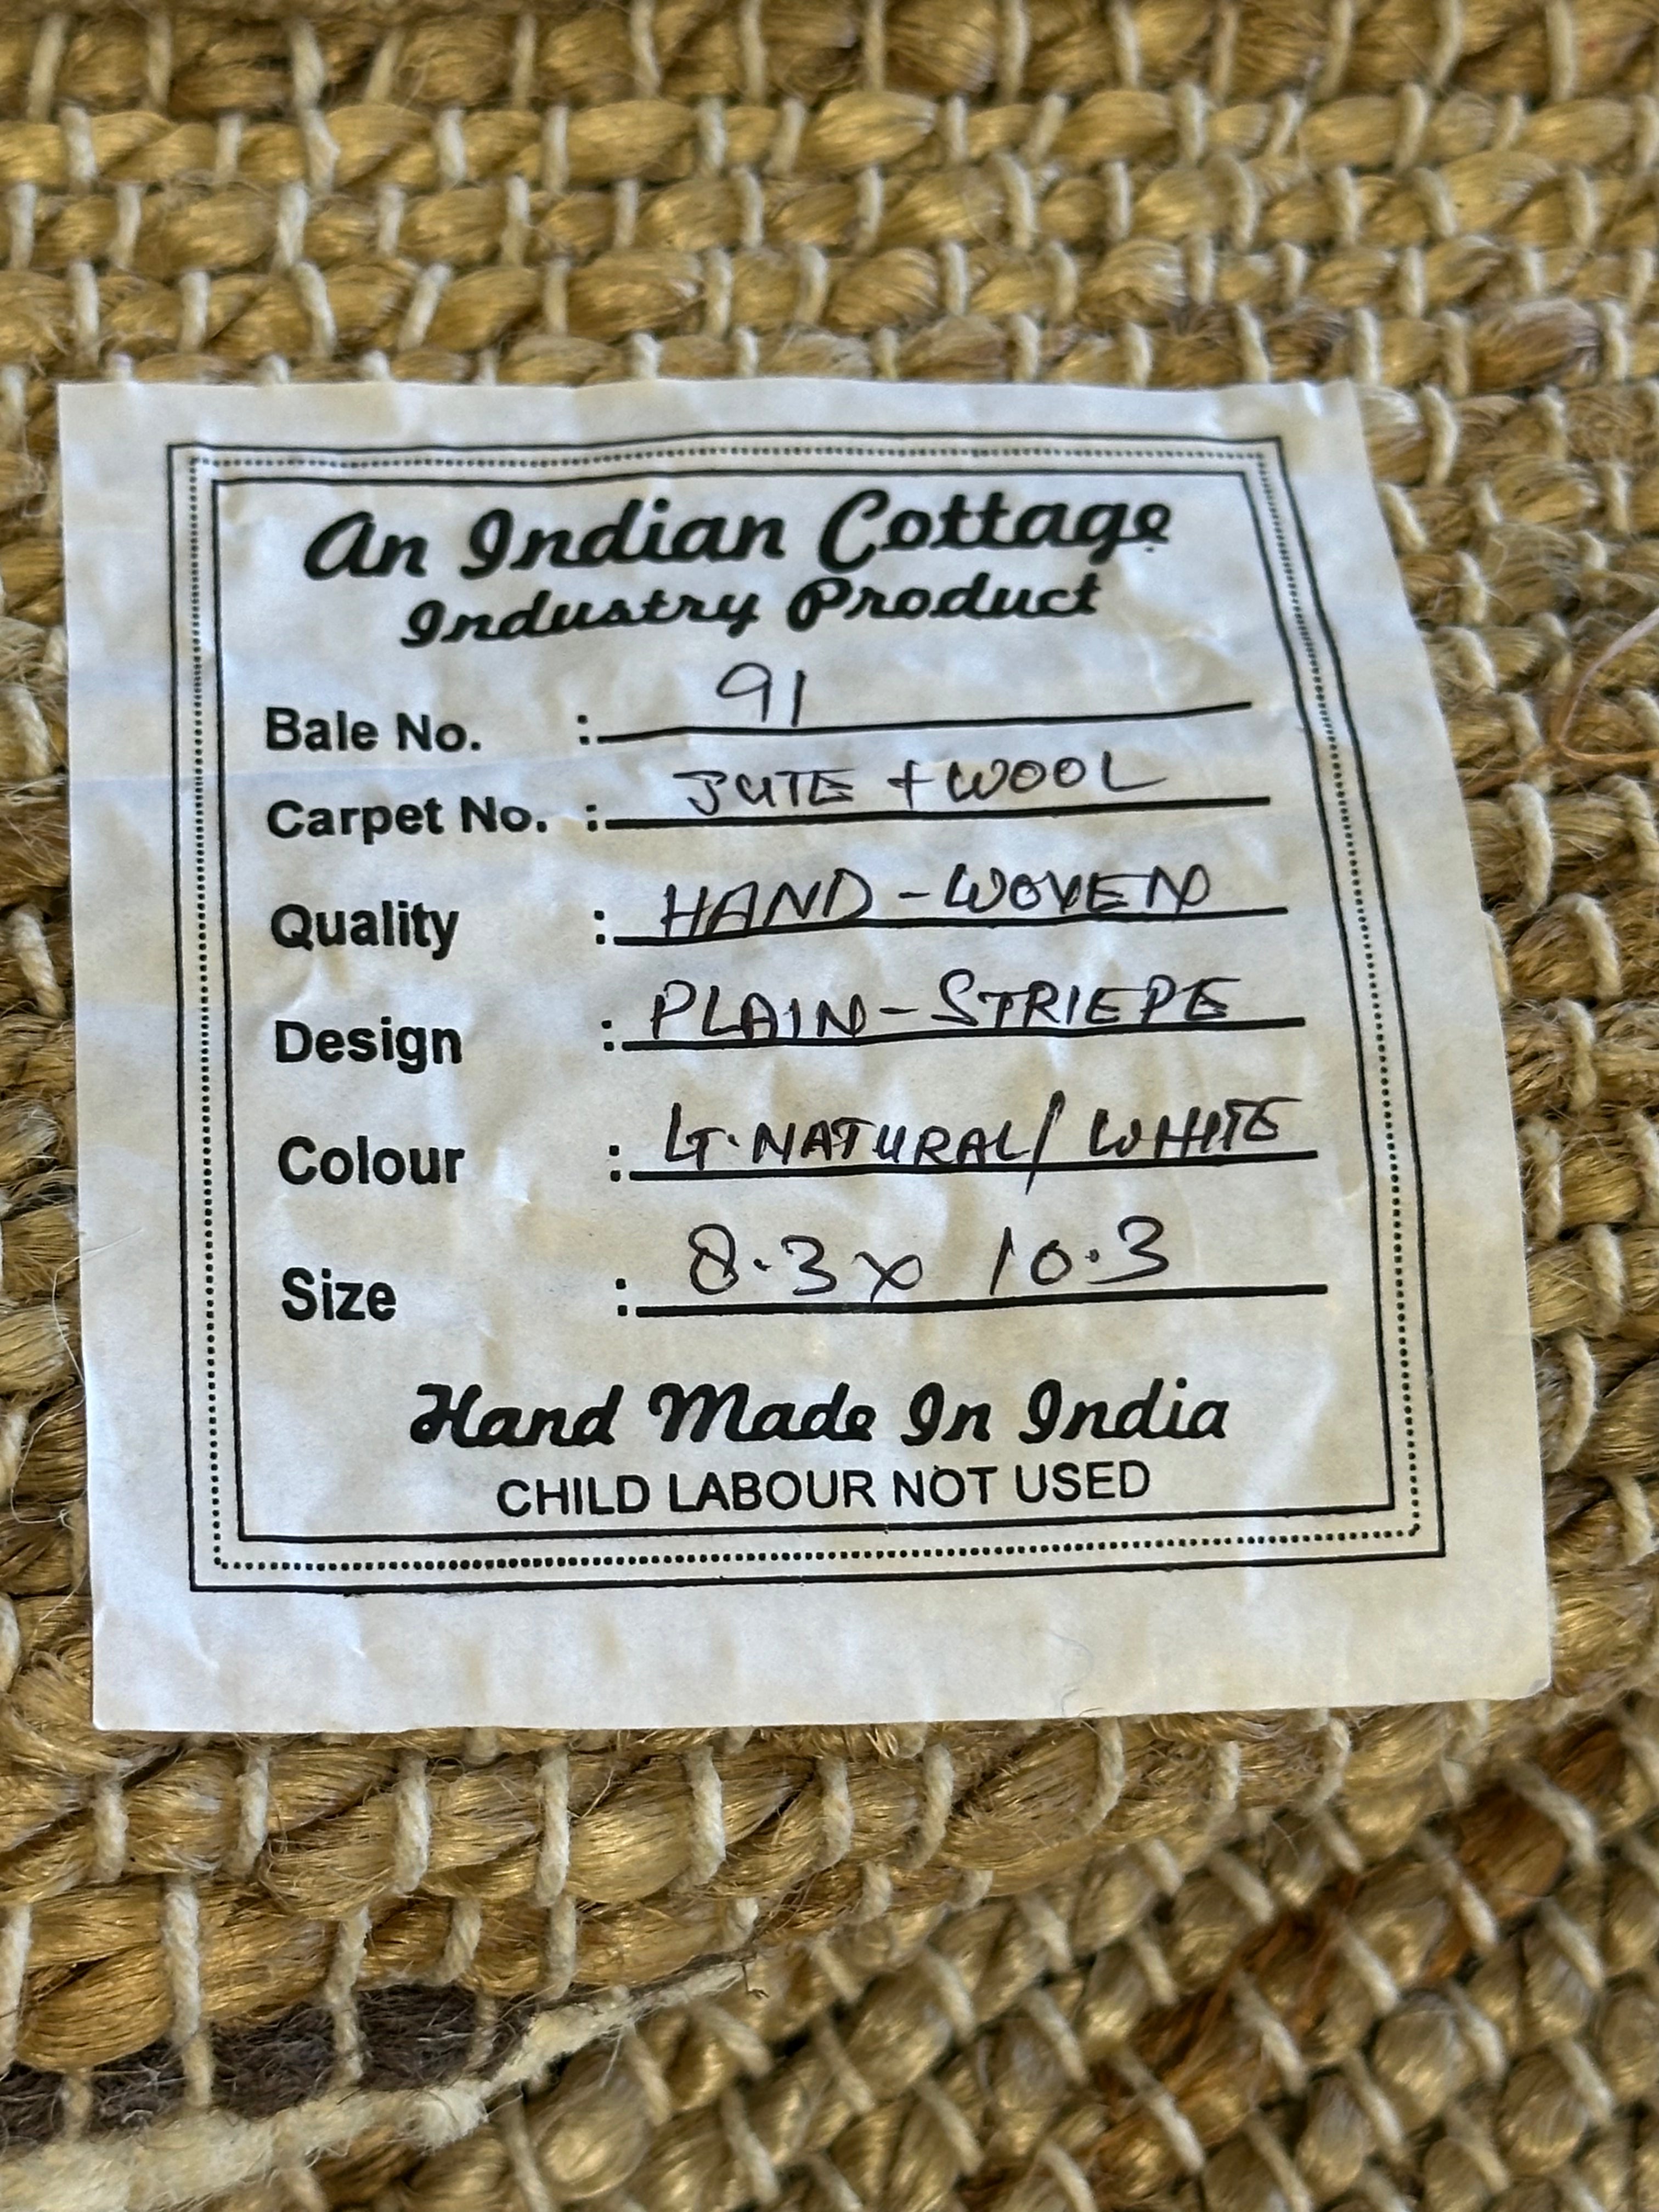 An Indian Cottage
Industry Product
Bale No. : 91
Carpet No. : JUTE + WOOL
Quality : HAND-WOVEN
Design : PLAIN-STRIEPE
Colour : LT.NATURAL/ WHITE
Size : 8.3 x 10.3
Hand Made In India
CHILD LABOUR NOT USED